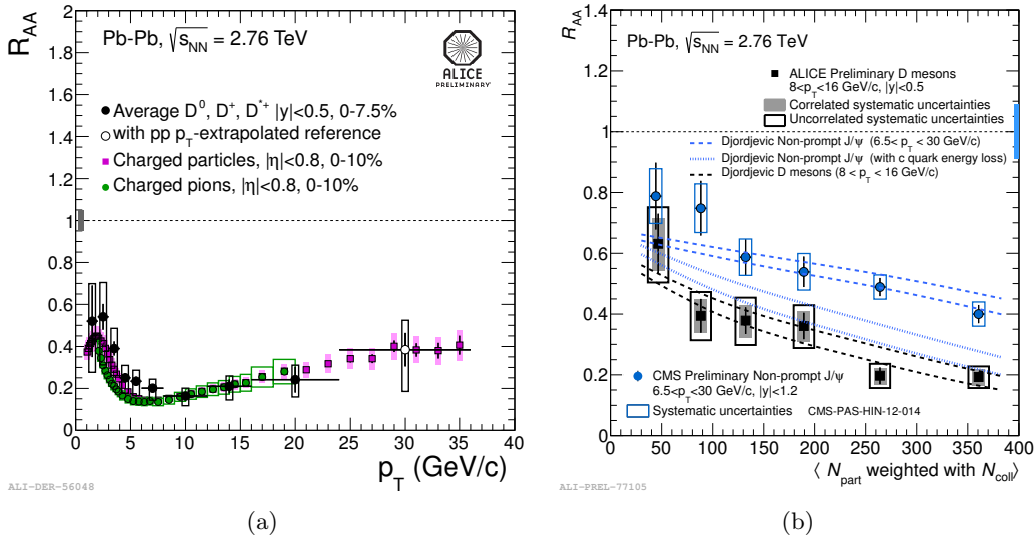 R_AA
Pb-Pb, √s_NN = 2.76 TeV
ALICE
PRELIMINARY
Average D^0, D^+, D^*+ |y|<0.5, 0-7.5%
with pp p_T-extrapolated reference
Charged particles, |η|<0.8, 0-10%
Charged pions, |η|<0.8, 0-10%
2
1.8
1.6
1.4
1.2
1
0.8
0.6
0.4
0.2
0
0 5 10 15 20 25 30 35 40
p_T (GeV/c)
ALI-DER-56048
(a)
R_AA
Pb-Pb, √s_NN = 2.76 TeV
ALICE Preliminary D mesons
8<p_T<16 GeV/c, |y|<0.5
Correlated systematic uncertainties
Uncorrelated systematic uncertainties
Djordjevic Non-prompt J/ψ (6.5< p_T < 30 GeV/c)
Djordjevic Non-prompt J/ψ (with c quark energy loss)
Djordjevic D mesons (8 < p_T < 16 GeV/c)
CMS Preliminary Non-prompt J/ψ
6.5<p_T<30 GeV/c, |y|<1.2
Systematic uncertainties CMS-PAS-HIN-12-014
1.4
1.2
1
0.8
0.6
0.4
0.2
0
0 50 100 150 200 250 300 350 400
⟨ N_part weighted with N_coll⟩
ALI-PREL-77105
(b)